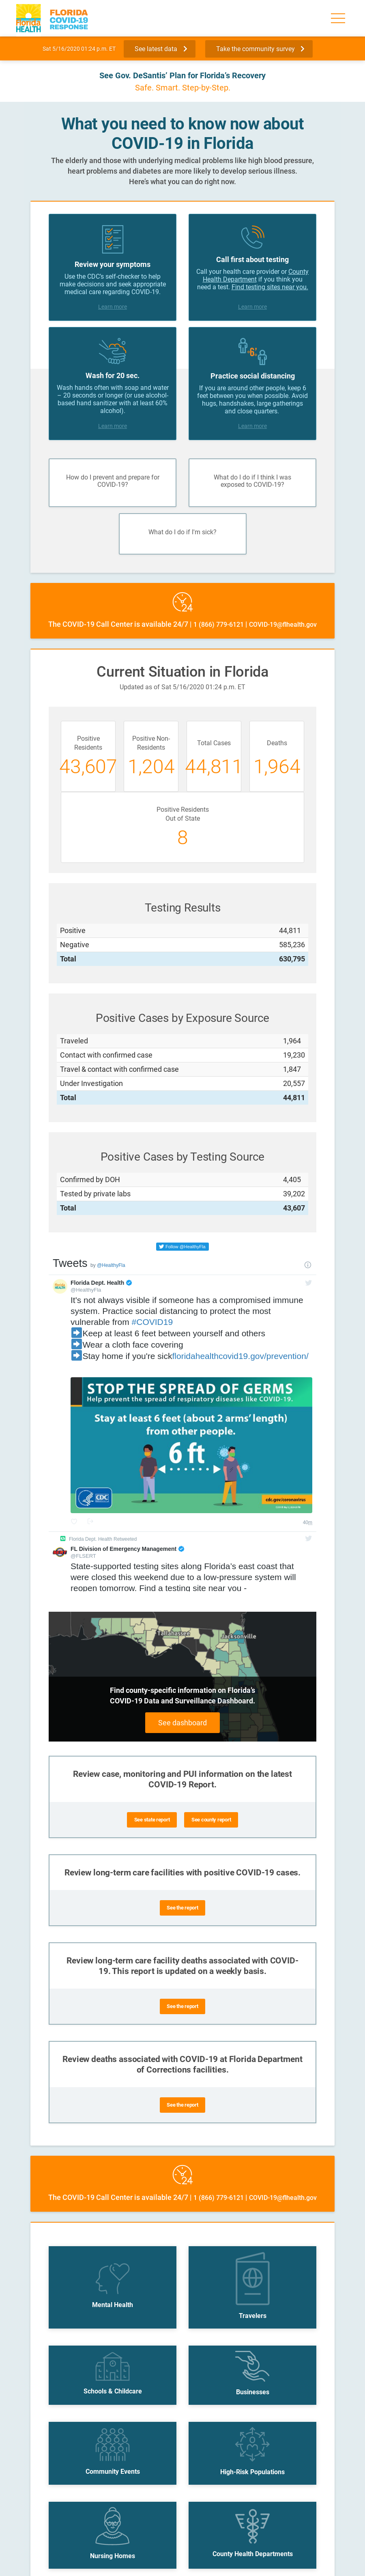 Florida
HEALTH
FLORIDA
COVID-19
RESPONSE
Sat 5/16/2020 01:24 p.m. ET
See latest data
Take the community survey
See Gov. DeSantis' Plan for Florida's Recovery
Safe. Smart. Step-by-Step.
What you need to know now about
COVID-19 in Florida
The elderly and those with underlying medical problems like high blood pressure,
heart problems and diabetes are more likely to develop serious illness.
Here's what you can do right now.
Review your symptoms
Use the CDC's self-checker to help
make decisions and seek appropriate
medical care regarding COVID-19.
Learn more
Call first about testing
Call your health care provider or County
Health Department if you think you
need a test. Find testing sites near you.
Learn more
Wash for 20 sec.
Wash hands often with soap and water
– 20 seconds or longer (or use alcohol-
based hand sanitizer with at least 60%
alcohol).
Learn more
6'
Practice social distancing
If you are around other people, keep 6
feet between you when possible. Avoid
hugs, handshakes, large gatherings
and close quarters.
Learn more
How do I prevent and prepare for
COVID-19?
What do I do if I think I was
exposed to COVID-19?
What do I do if I'm sick?
24
The COVID-19 Call Center is available 24/7 | 1 (866) 779-6121 | COVID-19@flhealth.gov
Current Situation in Florida
Updated as of Sat 5/16/2020 01:24 p.m. ET
Positive
Residents
43,607
Positive Non-
Residents
1,204
Total Cases
44,811
Deaths
1,964
Positive Residents
Out of State
8
Testing Results
Positive 44,811
Negative 585,236
Total 630,795
Positive Cases by Exposure Source
Traveled 1,964
Contact with confirmed case 19,230
Travel & contact with confirmed case 1,847
Under Investigation 20,557
Total 44,811
Positive Cases by Testing Source
Confirmed by DOH 4,405
Tested by private labs 39,202
Total 43,607
Follow @HealthyFla
Tweets by @HealthyFla
Florida Dept. Health
@HealthyFla
It's not always visible if someone has a compromised immune
system. Practice social distancing to protect the most
vulnerable from #COVID19
➡Keep at least 6 feet between yourself and others
➡Wear a cloth face covering
➡Stay home if you're sickfloridahealthcovid19.gov/prevention/
STOP THE SPREAD OF GERMS
Help prevent the spread of respiratory diseases like COVID-19.
Stay at least 6 feet (about 2 arms' length)
from other people.
6 ft
CDC
cdc.gov/coronavirus
40m
Florida Dept. Health Retweeted
FL Division of Emergency Management
@FLSERT
State-supported testing sites along Florida's east coast that
were closed this weekend due to a low-pressure system will
reopen tomorrow. Find a testing site near you -
Tallahassee
Jacksonville
Find county-specific information on Florida's
COVID-19 Data and Surveillance Dashboard.
See dashboard
Review case, monitoring and PUI information on the latest
COVID-19 Report.
See state report
See county report
Review long-term care facilities with positive COVID-19 cases.
See the report
Review long-term care facility deaths associated with COVID-
19. This report is updated on a weekly basis.
See the report
Review deaths associated with COVID-19 at Florida Department
of Corrections facilities.
See the report
24
The COVID-19 Call Center is available 24/7 | 1 (866) 779-6121 | COVID-19@flhealth.gov
Mental Health
Travelers
Schools & Childcare
Businesses
Community Events
High-Risk Populations
Nursing Homes
County Health Departments